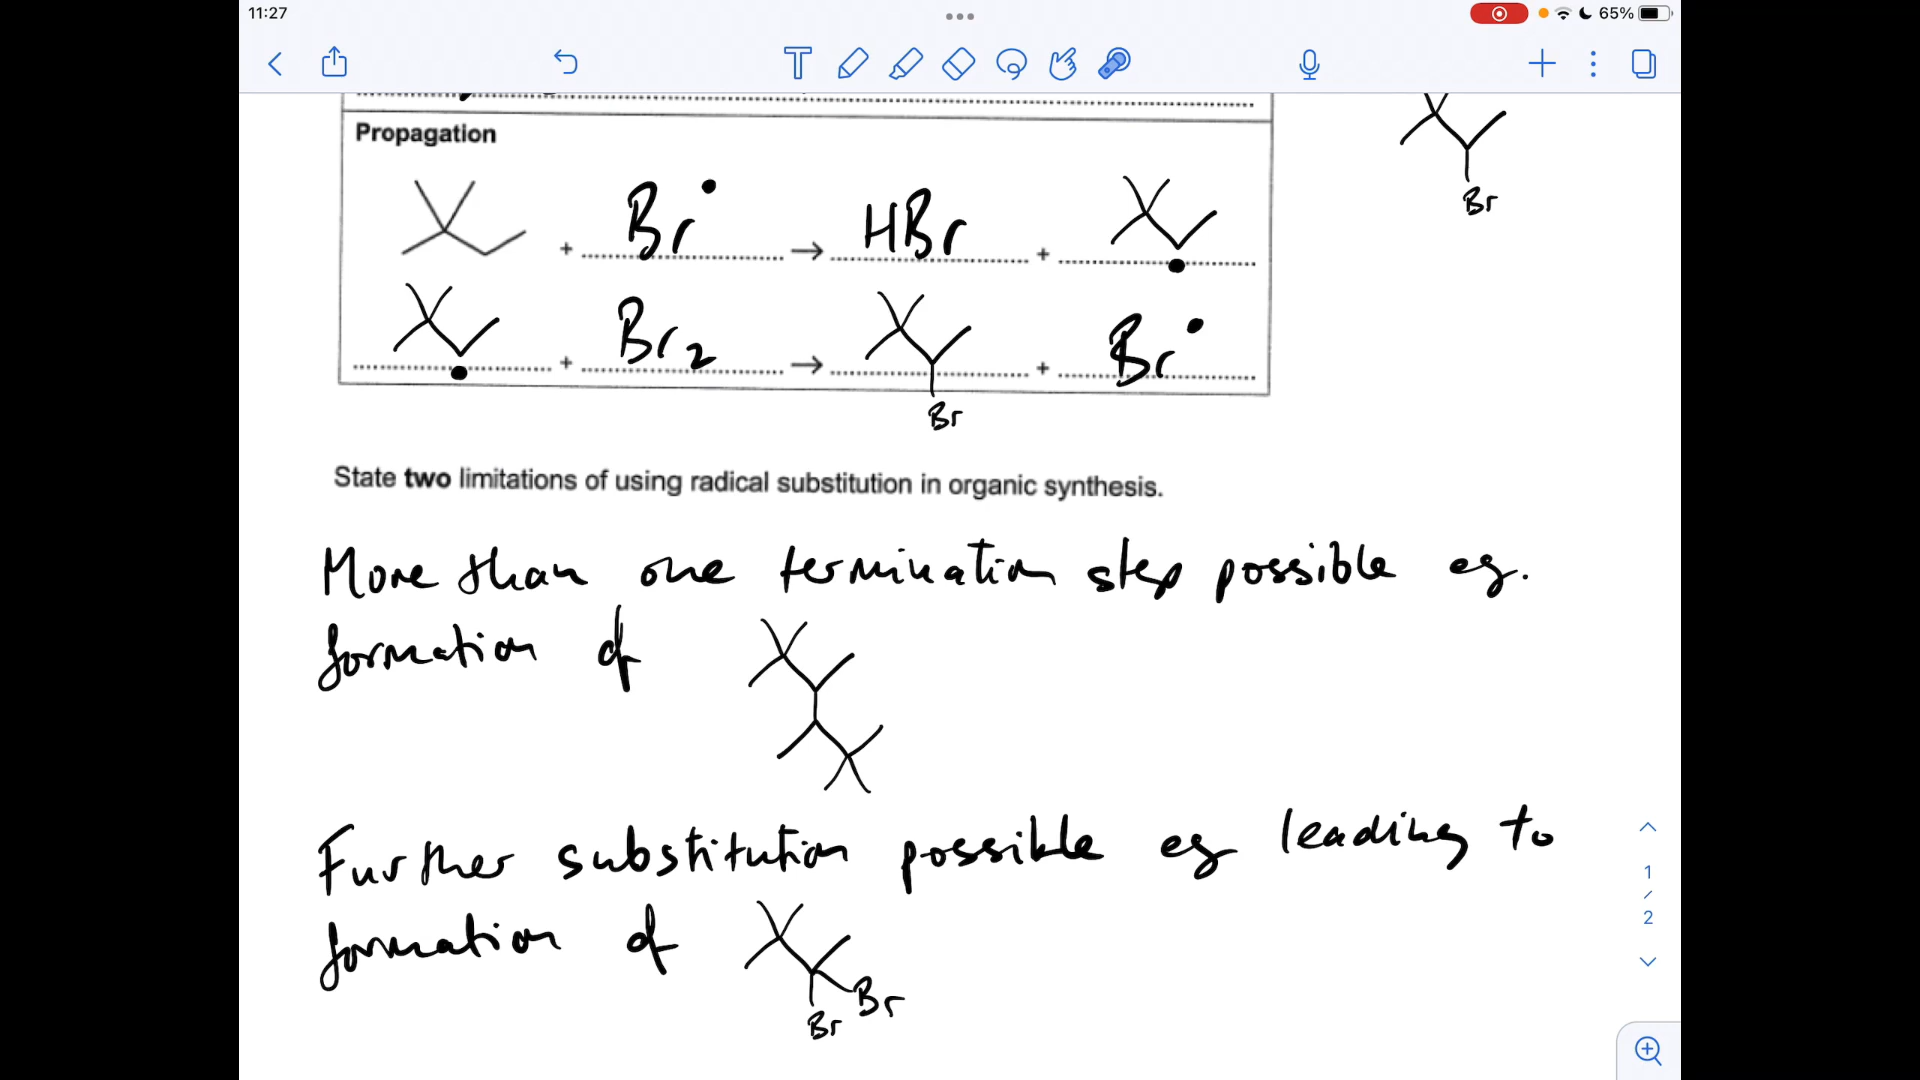 11:27
65%
T
Propagation
Br
+ Br• → HBr +
+ Br2 → + Br•
Br
State two limitations of using radical substitution in organic synthesis.
More than one termination step possible eg.
formation of
Further substitution possible eg leading to
formation of
Br
Br
1
/
2